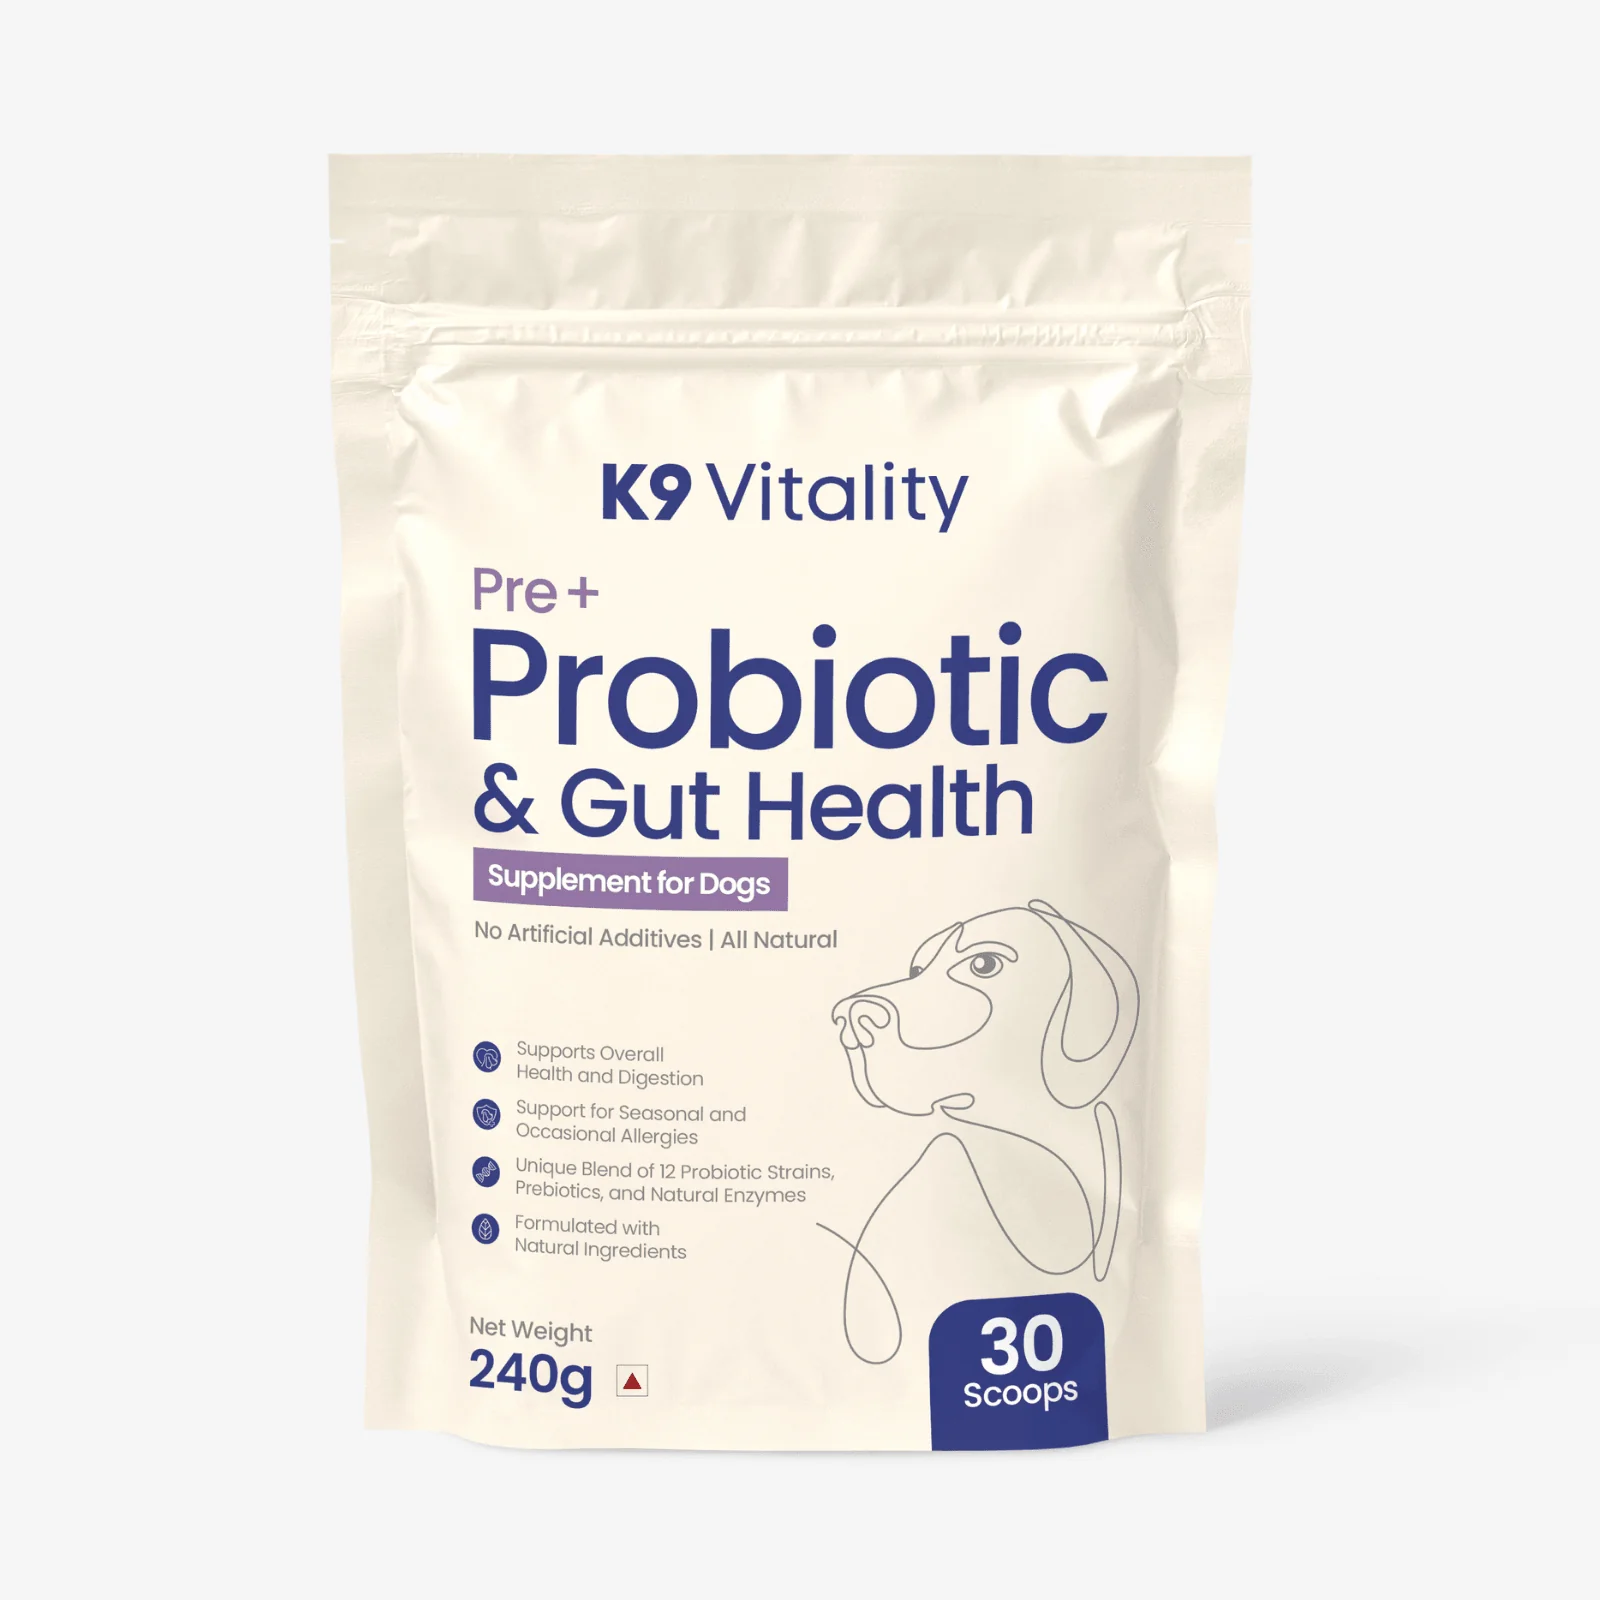 K9 Vitality
Pre +
Probiotic
& Gut Health
Supplement for Dogs
No Artificial Additives | All Natural
Supports Overall
Health and Digestion
Support for Seasonal and
Occasional Allergies
Unique Blend of 12 Probiotic Strains,
Prebiotics, and Natural Enzymes
Formulated with
Natural Ingredients
Net Weight
240g
30
Scoops